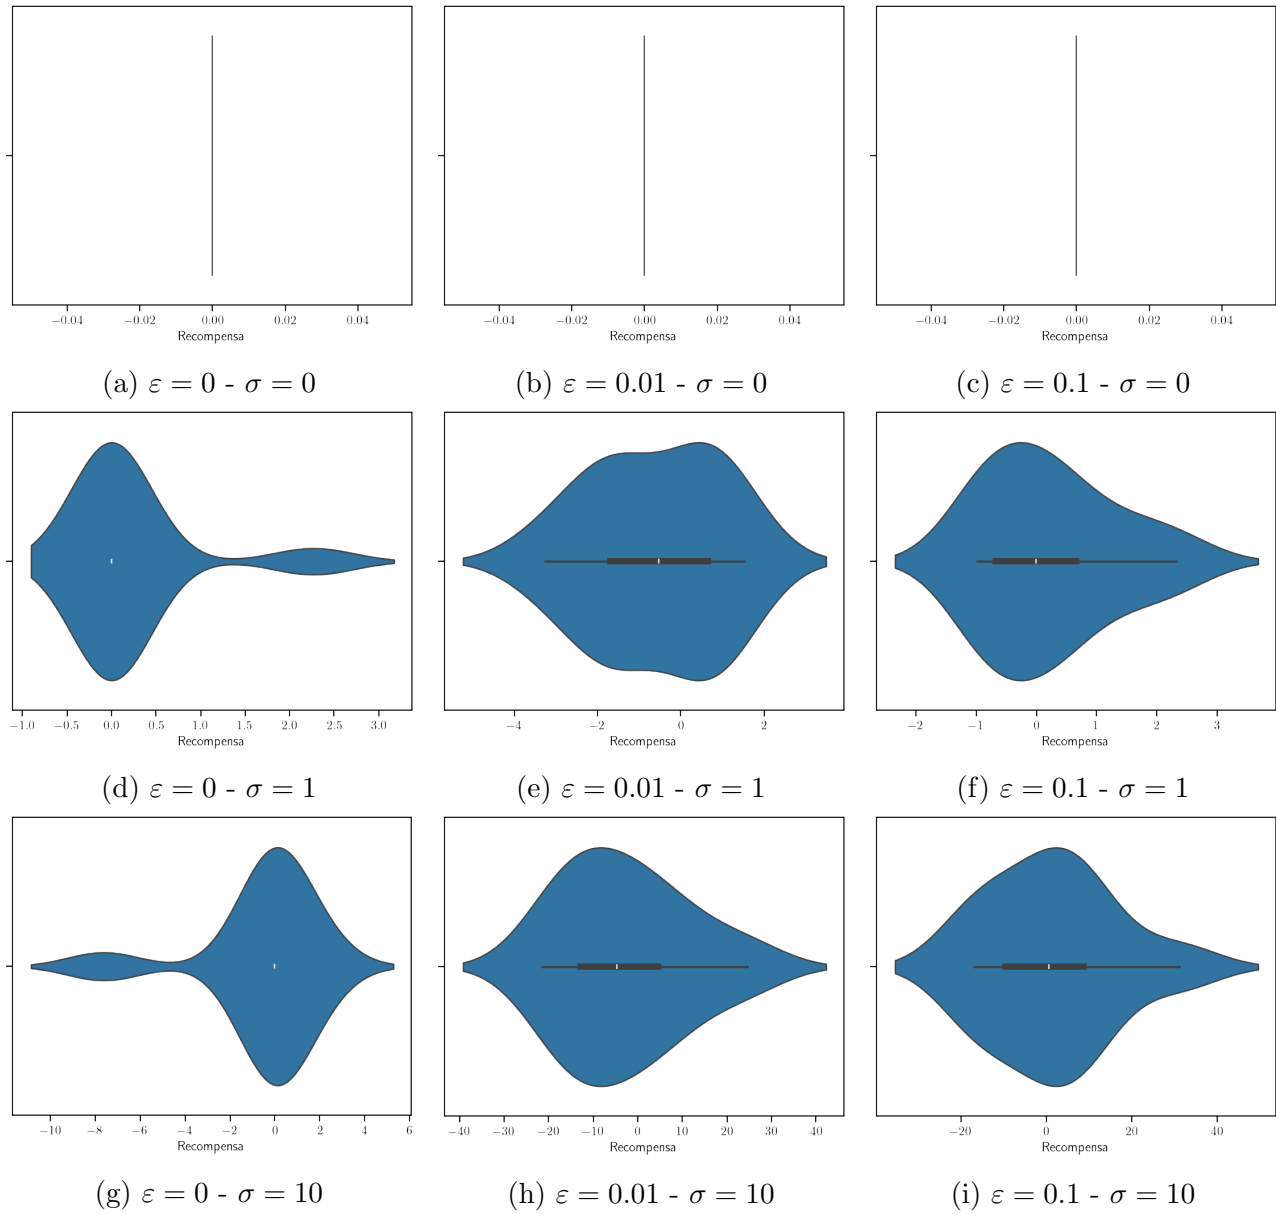 −0.04 −0.02 0.00 0.02 0.04
Recompensa
(a) ε = 0 - σ = 0
−0.04 −0.02 0.00 0.02 0.04
Recompensa
(b) ε = 0.01 - σ = 0
−0.04 −0.02 0.00 0.02 0.04
Recompensa
(c) ε = 0.1 - σ = 0
−1.0 −0.5 0.0 0.5 1.0 1.5 2.0 2.5 3.0
Recompensa
(d) ε = 0 - σ = 1
−4 −2 0 2
Recompensa
(e) ε = 0.01 - σ = 1
−2 −1 0 1 2 3
Recompensa
(f) ε = 0.1 - σ = 1
−10 −8 −6 −4 −2 0 2 4 6
Recompensa
(g) ε = 0 - σ = 10
−40 −30 −20 −10 0 10 20 30 40
Recompensa
(h) ε = 0.01 - σ = 10
−20 0 20 40
Recompensa
(i) ε = 0.1 - σ = 10